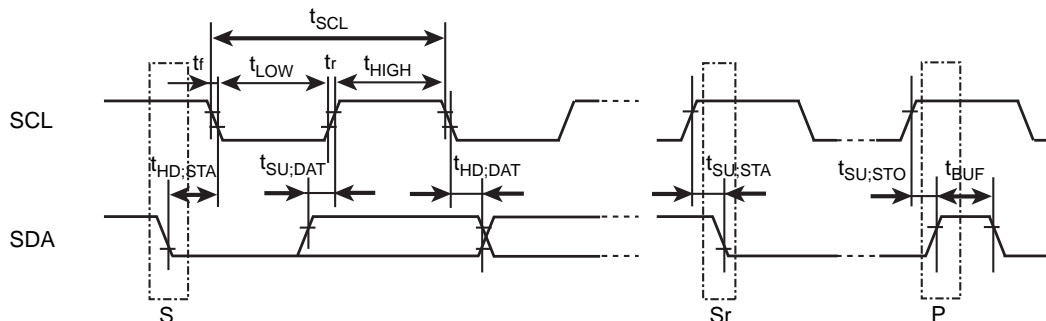 tSCL
tf tLOW tr tHIGH
SCL
tHD;STA tSU;DAT tHD;DAT tSU;STA tSU;STO tBUF
SDA
S Sr P